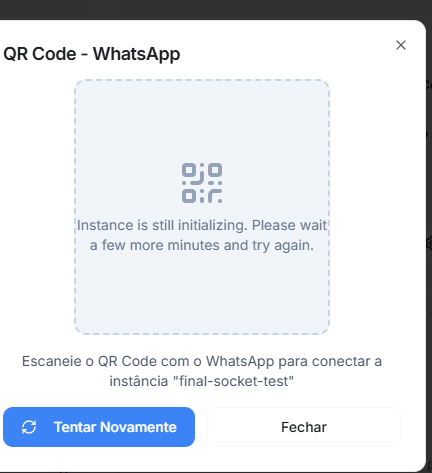 QR Code - WhatsApp
Instance is still initializing. Please wait
a few more minutes and try again.
Escaneie o QR Code com o WhatsApp para conectar a
instância "final-socket-test"
Tentar Novamente
Fechar